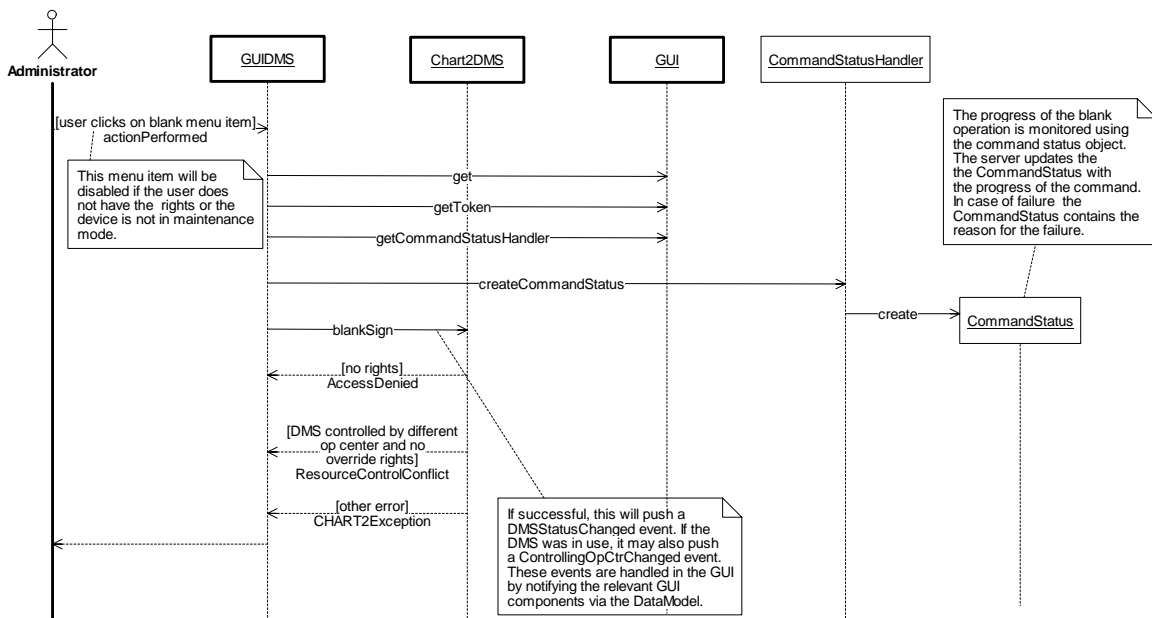 GUIDMS
Chart2DMS
GUI
CommandStatusHandler
Administrator
The progress of the blank
operation is monitored using
the command status object.
The server updates the
the CommandStatus with
the progress of the command.
In case of failure  the
CommandStatus contains the
reason for the failure.
[user clicks on blank menu item]
actionPerformed
This menu item will be
disabled if the user does
not have the  rights or the
device is not in maintenance
mode.
get
getToken
getCommandStatusHandler
createCommandStatus
create
CommandStatus
blankSign
[no rights]
AccessDenied
[DMS controlled by different
op center and no
override rights]
ResourceControlConflict
[other error]
CHART2Exception
If successful, this will push a
DMSStatusChanged event. If the
DMS was in use, it may also push
a ControllingOpCtrChanged event.
These events are handled in the GUI
by notifying the relevant GUI
components via the DataModel.